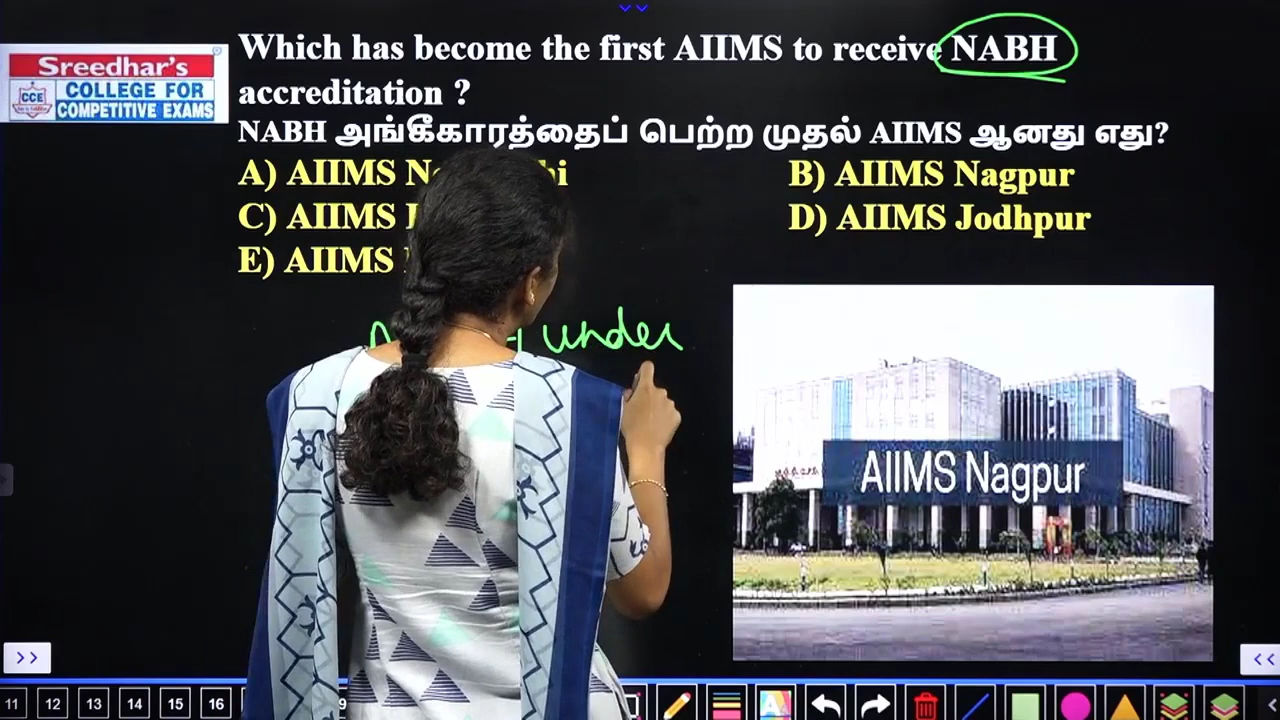 Sreedhar's
CCE
COLLEGE FOR
COMPETITIVE EXAMS
Which has become the first AIIMS to receive NABH
accreditation ?
NABH அங்கீகாரத்தைப் பெற்ற முதல் AIIMS ஆனது எது?
A) AIIMS
B) AIIMS Nagpur
C) AIIMS
D) AIIMS Jodhpur
E) AIIMS
under
AIIMS Nagpur
>>
<<
11 12 13 14 15 16